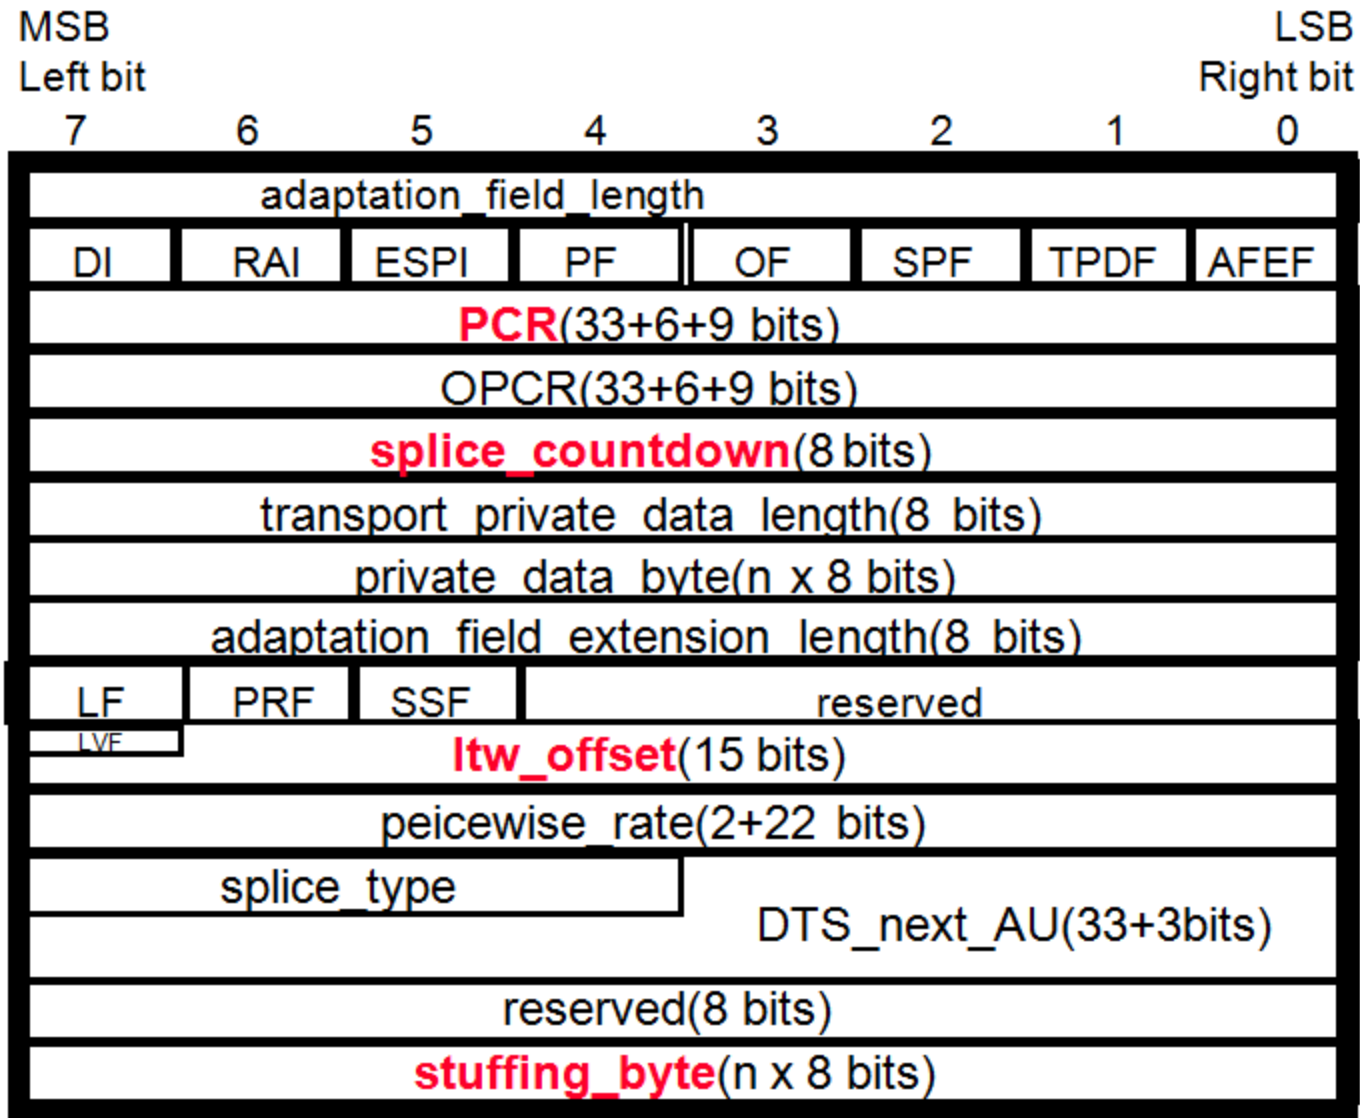 MSB LSB
Left bit Right bit
7 6 5 4 3 2 1 0
adaptation_field_length
DI RAI ESPI PF OF SPF TPDF AFEF
PCR(33+6+9 bits)
OPCR(33+6+9 bits)
splice_countdown(8 bits)
transport_private_data_length(8 bits)
private_data_byte(n x 8 bits)
adaptation_field_extension_length(8 bits)
LF PRF SSF reserved
LVF ltw_offset(15 bits)
peicewise_rate(2+22 bits)
splice_type
DTS_next_AU(33+3bits)
reserved(8 bits)
stuffing_byte(n x 8 bits)